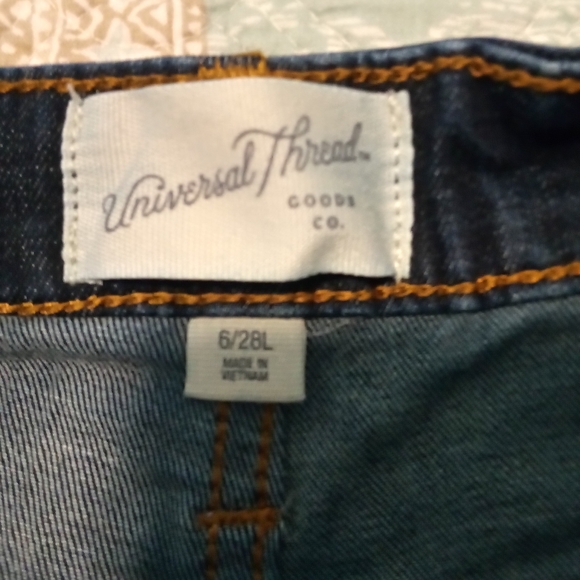 Universal Thread™
GOODS
CO.
6/28L
MADE IN
VIETNAM